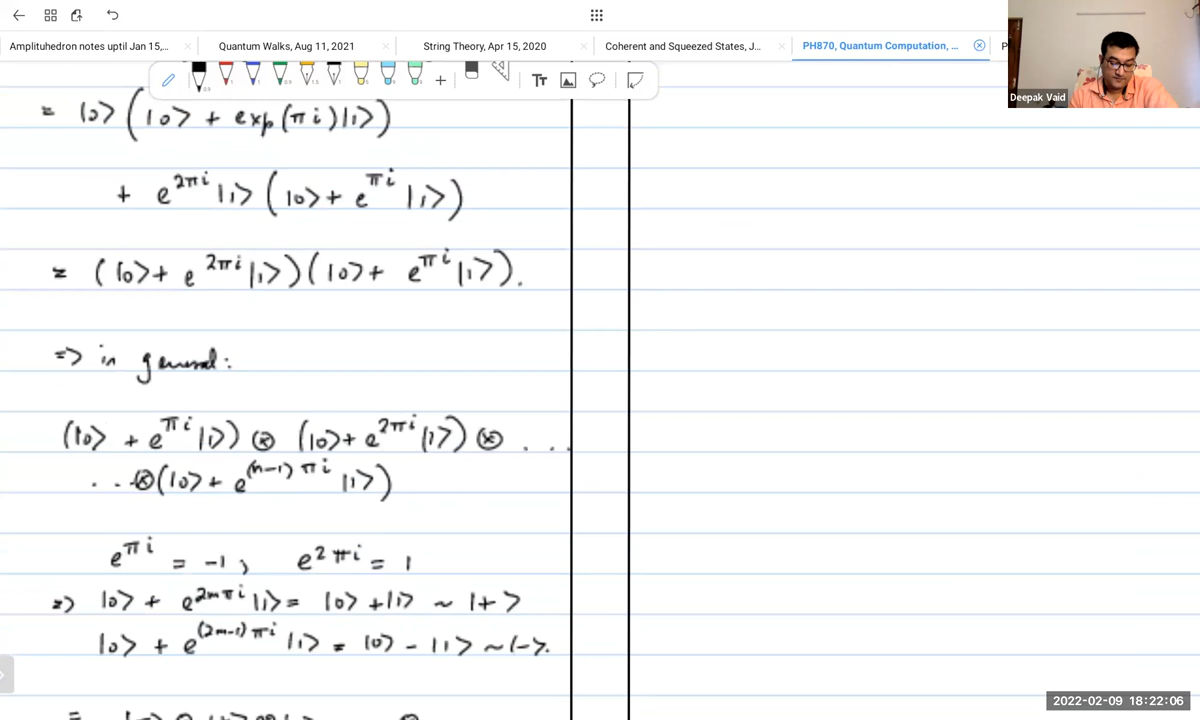 Amplituhedron notes uptil Jan 15,...
Quantum Walks, Aug 11, 2021
String Theory, Apr 15, 2020
Coherent and Squeezed States, J...
PH870, Quantum Computation, ...
P
Tт
Deepak Vaid
= |0> (|0> + exp(πi)|1>)
+ e^{2πi} |1> (|0> + e^{πi} |1>)
= (|0> + e^{2πi} |1>) (|0> + e^{πi} |1>).
=> in general:
(|0> + e^{πi} |1>) ⊗ (|0> + e^{2πi} |1>) ⊗ ...
.. ⊗ (|0> + e^{(n-1)πi} |1>)
e^{πi} = -1, e^{2πi} = 1
=> |0> + e^{2mπi} |1> = |0> + |1> ~ |+>
|0> + e^{(2m-1)πi} |1> = |0> - |1> ~ |->.
2022-02-09 18:22:06